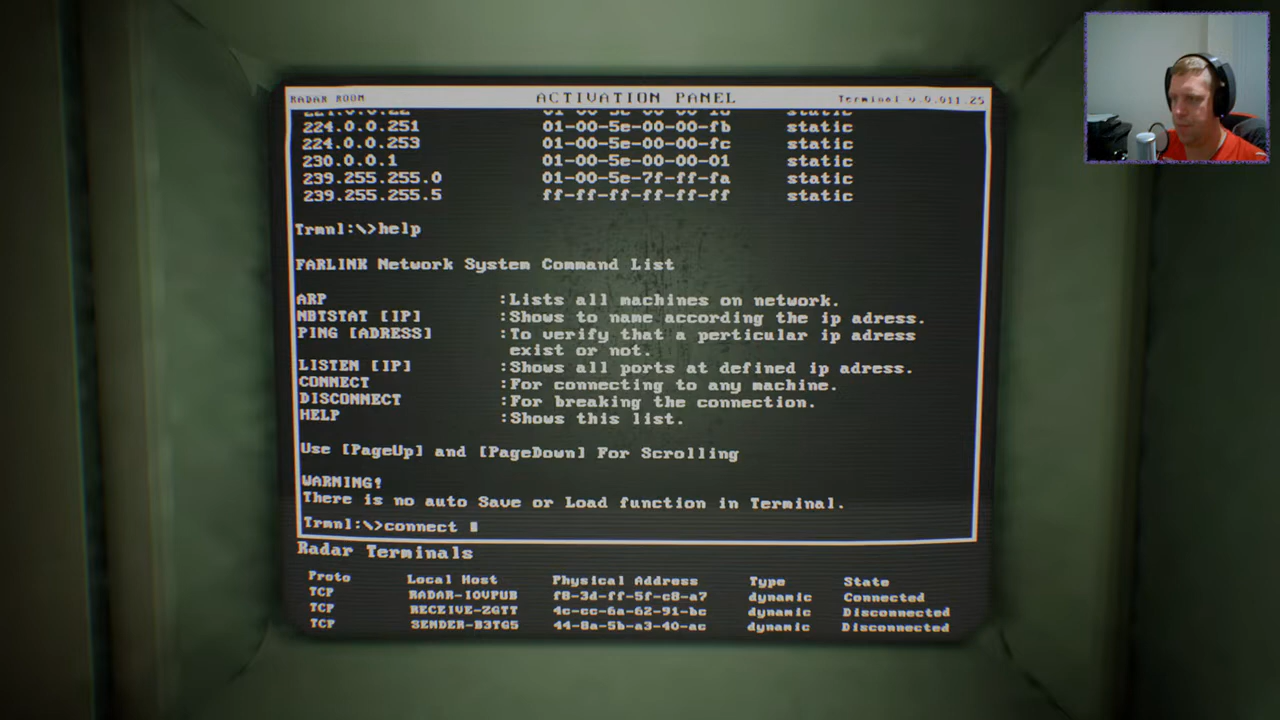 RADAR ROOM ACTIVATION PANEL Terminal v.0.011.25
224.0.0.251 01-00-5e-00-00-fb static
224.0.0.253 01-00-5e-00-00-fc static
230.0.0.1 01-00-5e-00-00-01 static
239.255.255.0 01-00-5e-7f-ff-fa static
239.255.255.5 ff-ff-ff-ff-ff-ff static
Trmnl:\>help
FARLINK Network System Command List
ARP :Lists all machines on network.
NBTSTAT [IP] :Shows to name according the ip adress.
PING [ADRESS] :To verify that a perticular ip adress
exist or not.
LISTEN [IP] :Shows all ports at defined ip adress.
CONNECT :For connecting to any machine.
DISCONNECT :For breaking the connection.
HELP :Shows this list.
Use [PageUp] and [PageDown] For Scrolling
WARNING!
There is no auto Save or Load function in Terminal.
Trmnl:\>connect
Radar Terminals
Proto Local Host Physical Address Type State
TCP RADAR-IOVPUB f8-3d-ff-5f-c8-a7 dynamic Connected
TCP RECEIVE-ZGTT 4c-cc-6a-62-91-bc dynamic Disconnected
TCP SENDER-B3TG5 44-8a-5b-a3-40-ac dynamic Disconnected